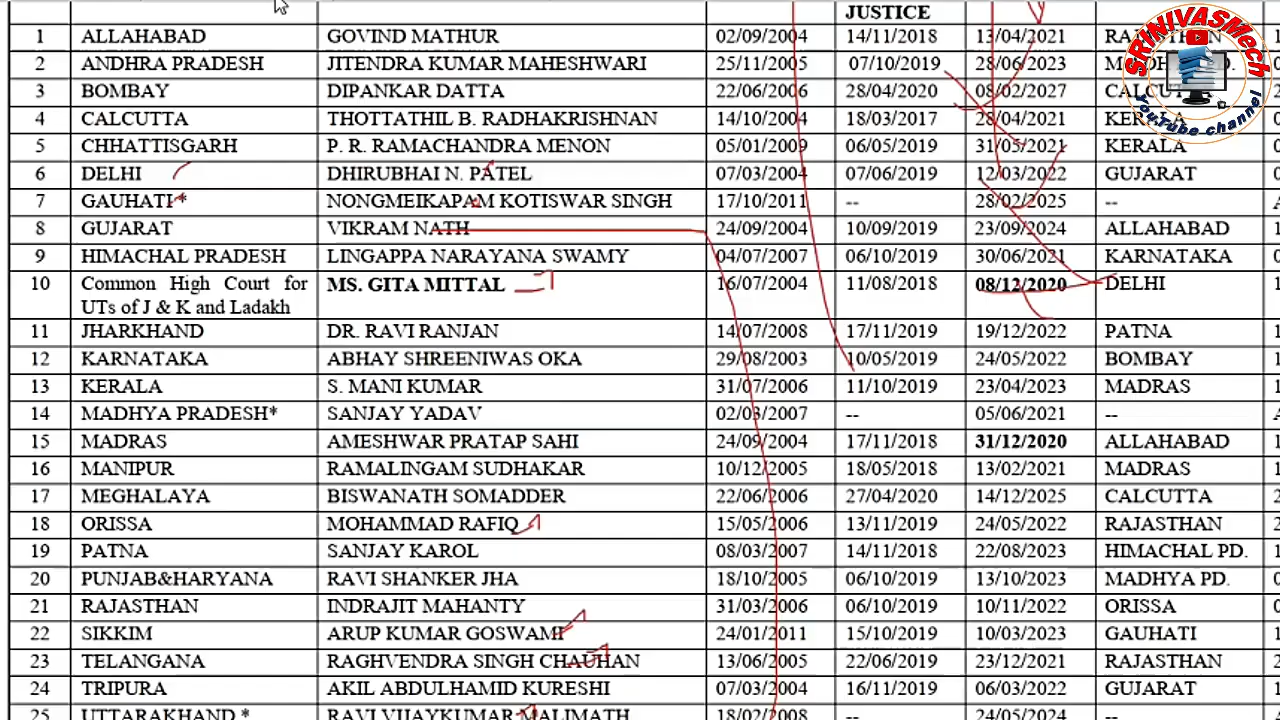 JUSTICE
1 ALLAHABAD GOVIND MATHUR 02/09/2004 14/11/2018 13/04/2021
2 ANDHRA PRADESH JITENDRA KUMAR MAHESHWARI 25/11/2005 07/10/2019 28/06/2023
3 BOMBAY DIPANKAR DATTA 22/06/2006 28/04/2020 08/02/2027
4 CALCUTTA THOTTATHIL B. RADHAKRISHNAN 14/10/2004 18/03/2017 28/04/2021
5 CHHATTISGARH P. R. RAMACHANDRA MENON 05/01/2009 06/05/2019 31/05/2021 KERALA
6 DELHI DHIRUBHAI N. PATEL 07/03/2004 07/06/2019 12/03/2022 GUJARAT
7 GAUHATI * NONGMEIKAPAM KOTISWAR SINGH 17/10/2011 -- 28/02/2025 --
8 GUJARAT VIKRAM NATH 24/09/2004 10/09/2019 23/09/2024 ALLAHABAD
9 HIMACHAL PRADESH LINGAPPA NARAYANA SWAMY 04/07/2007 06/10/2019 30/06/2021 KARNATAKA
10 Common High Court for MS. GITA MITTAL 16/07/2004 11/08/2018 08/12/2020 DELHI
UTs of J & K and Ladakh
11 JHARKHAND DR. RAVI RANJAN 14/07/2008 17/11/2019 19/12/2022 PATNA
12 KARNATAKA ABHAY SHREENIWAS OKA 29/08/2003 10/05/2019 24/05/2022 BOMBAY
13 KERALA S. MANI KUMAR 31/07/2006 11/10/2019 23/04/2023 MADRAS
14 MADHYA PRADESH* SANJAY YADAV 02/03/2007 -- 05/06/2021 --
15 MADRAS AMESHWAR PRATAP SAHI 24/09/2004 17/11/2018 31/12/2020 ALLAHABAD
16 MANIPUR RAMALINGAM SUDHAKAR 10/12/2005 18/05/2018 13/02/2021 MADRAS
17 MEGHALAYA BISWANATH SOMADDER 22/06/2006 27/04/2020 14/12/2025 CALCUTTA
18 ORISSA MOHAMMAD RAFIQ 15/05/2006 13/11/2019 24/05/2022 RAJASTHAN
19 PATNA SANJAY KAROL 08/03/2007 14/11/2018 22/08/2023 HIMACHAL PD.
20 PUNJAB&HARYANA RAVI SHANKER JHA 18/10/2005 06/10/2019 13/10/2023 MADHYA PD.
21 RAJASTHAN INDRAJIT MAHANTY 31/03/2006 06/10/2019 10/11/2022 ORISSA
22 SIKKIM ARUP KUMAR GOSWAMI 24/01/2011 15/10/2019 10/03/2023 GAUHATI
23 TELANGANA RAGHVENDRA SINGH CHAUHAN 13/06/2005 22/06/2019 23/12/2021 RAJASTHAN
24 TRIPURA AKIL ABDULHAMID KURESHI 07/03/2004 16/11/2019 06/03/2022 GUJARAT
25 UTTARAKHAND * RAVI VIJAYKUMAR MALIMATH 18/02/2008 -- 24/05/2024 --
SRINIVASMech
YouTube channel